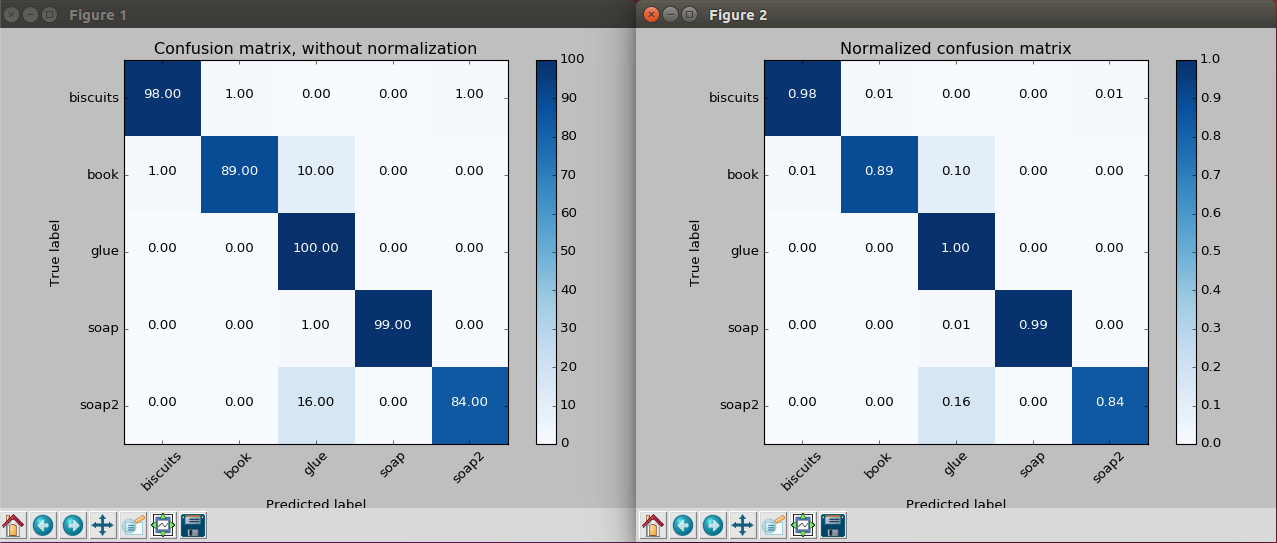 Figure 1
Confusion matrix, without normalization
100
90
80
70
60
50
40
30
20
10
0
True label
biscuits 98.00 1.00 0.00 0.00 1.00
book 1.00 89.00 10.00 0.00 0.00
glue 0.00 0.00 100.00 0.00 0.00
soap 0.00 0.00 1.00 99.00 0.00
soap2 0.00 0.00 16.00 0.00 84.00
biscuits book glue soap soap2
Predicted label
Figure 2
Normalized confusion matrix
1.0
0.9
0.8
0.7
0.6
0.5
0.4
0.3
0.2
0.1
0.0
True label
biscuits 0.98 0.01 0.00 0.00 0.01
book 0.01 0.89 0.10 0.00 0.00
glue 0.00 0.00 1.00 0.00 0.00
soap 0.00 0.00 0.01 0.99 0.00
soap2 0.00 0.00 0.16 0.00 0.84
biscuits book glue soap soap2
Predicted label